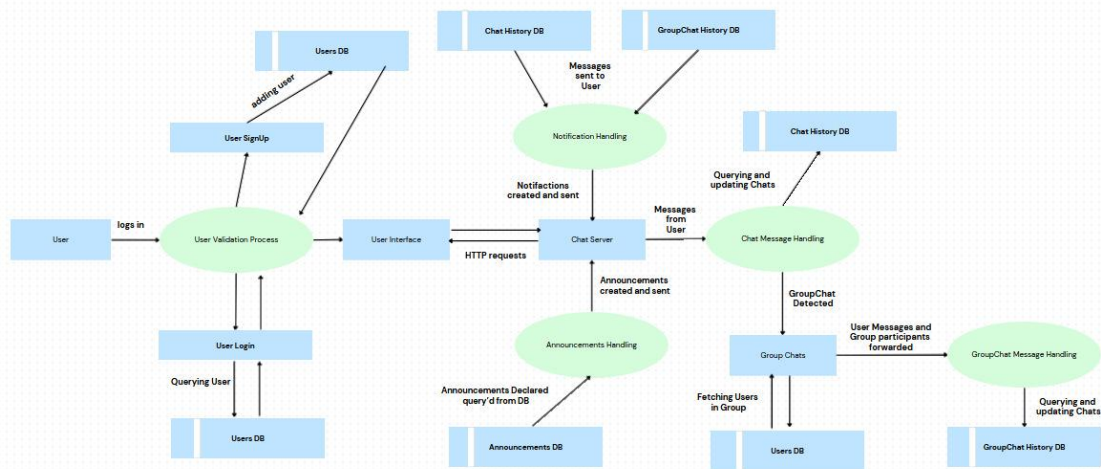 Chat History DB
GroupChat History DB
Users DB
Messages
sent to
User
adding user
User SignUp
Notification Handling
Chat History DB
Querying and
updating Chats
Notifactions
created and sent
logs in
Messages
from
User
User
User Validation Process
User Interface
Chat Server
Chat Message Handling
HTTP requests
Announcements
created and sent
GroupChat
Detected
User Login
Announcements Handling
User Messages and
Group participants
forwarded
Group Chats
GroupChat Message Handling
Querying User
Announcements Declared
query'd from DB
Fetching Users
in Group
Querying and
updating Chats
Users DB
Announcements DB
Users DB
GroupChat History DB